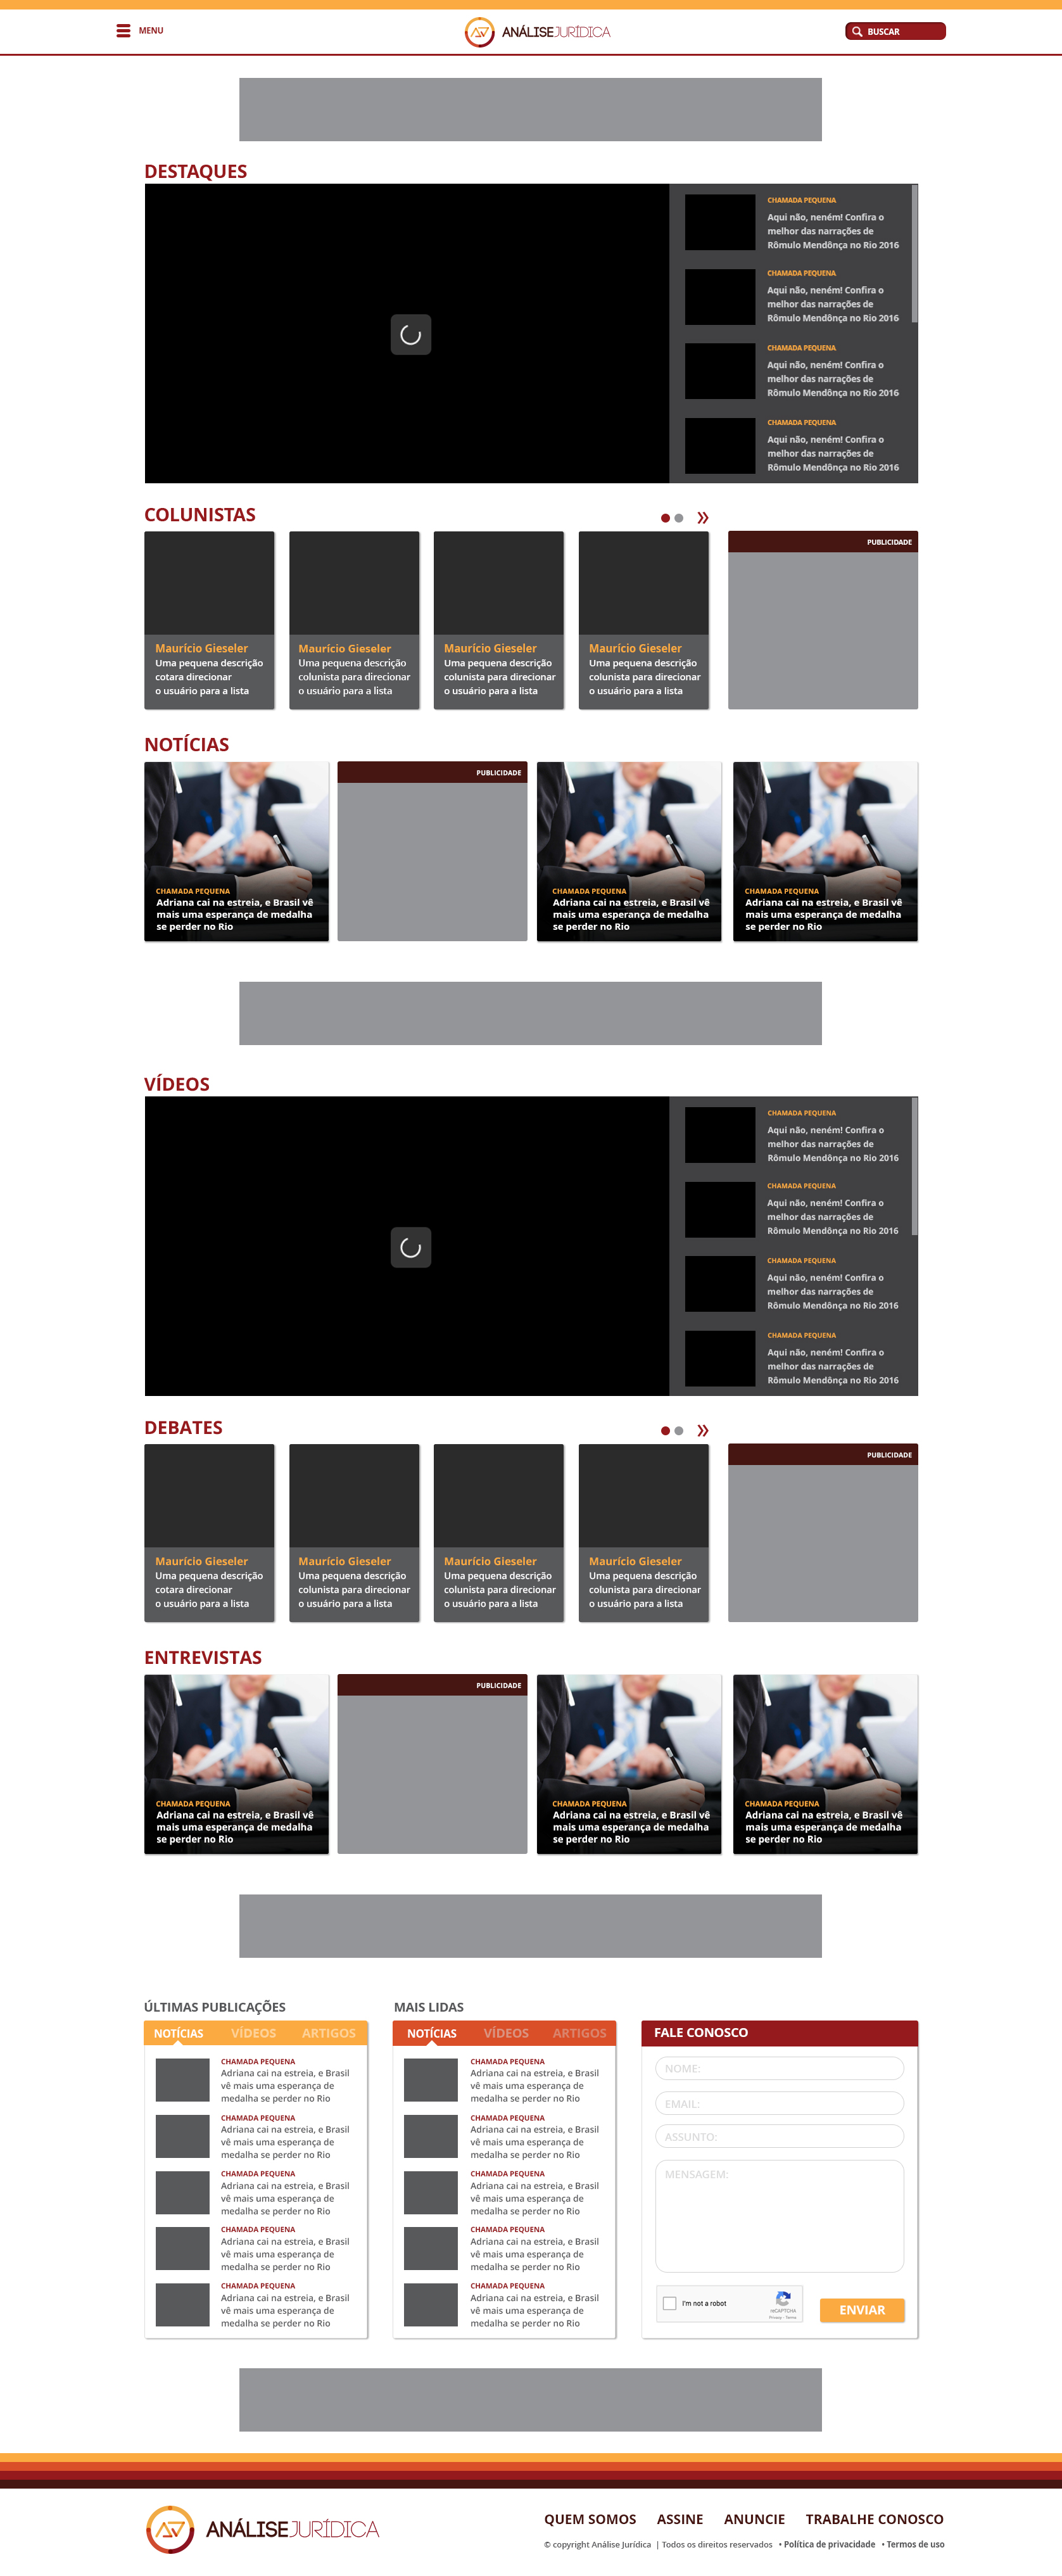 MENU
ANÁLISEJURÍDICA
BUSCAR
DESTAQUES
CHAMADA PEQUENA
Aqui não, neném! Confira o
melhor das narrações de
Rômulo Mendônça no Rio 2016
CHAMADA PEQUENA
Aqui não, neném! Confira o
melhor das narrações de
Rômulo Mendônça no Rio 2016
CHAMADA PEQUENA
Aqui não, neném! Confira o
melhor das narrações de
Rômulo Mendônça no Rio 2016
CHAMADA PEQUENA
Aqui não, neném! Confira o
melhor das narrações de
Rômulo Mendônça no Rio 2016
COLUNISTAS
Maurício Gieseler
Uma pequena descrição
cotara direcionar
o usuário para a lista
Maurício Gieseler
Uma pequena descrição
colunista para direcionar
o usuário para a lista
Maurício Gieseler
Uma pequena descrição
colunista para direcionar
o usuário para a lista
Maurício Gieseler
Uma pequena descrição
colunista para direcionar
o usuário para a lista
PUBLICIDADE
NOTÍCIAS
CHAMADA PEQUENA
Adriana cai na estreia, e Brasil vê
mais uma esperança de medalha
se perder no Rio
PUBLICIDADE
CHAMADA PEQUENA
Adriana cai na estreia, e Brasil vê
mais uma esperança de medalha
se perder no Rio
CHAMADA PEQUENA
Adriana cai na estreia, e Brasil vê
mais uma esperança de medalha
se perder no Rio
VÍDEOS
CHAMADA PEQUENA
Aqui não, neném! Confira o
melhor das narrações de
Rômulo Mendônça no Rio 2016
CHAMADA PEQUENA
Aqui não, neném! Confira o
melhor das narrações de
Rômulo Mendônça no Rio 2016
CHAMADA PEQUENA
Aqui não, neném! Confira o
melhor das narrações de
Rômulo Mendônça no Rio 2016
CHAMADA PEQUENA
Aqui não, neném! Confira o
melhor das narrações de
Rômulo Mendônça no Rio 2016
DEBATES
Maurício Gieseler
Uma pequena descrição
cotara direcionar
o usuário para a lista
Maurício Gieseler
Uma pequena descrição
colunista para direcionar
o usuário para a lista
Maurício Gieseler
Uma pequena descrição
colunista para direcionar
o usuário para a lista
Maurício Gieseler
Uma pequena descrição
colunista para direcionar
o usuário para a lista
PUBLICIDADE
ENTREVISTAS
CHAMADA PEQUENA
Adriana cai na estreia, e Brasil vê
mais uma esperança de medalha
se perder no Rio
PUBLICIDADE
CHAMADA PEQUENA
Adriana cai na estreia, e Brasil vê
mais uma esperança de medalha
se perder no Rio
CHAMADA PEQUENA
Adriana cai na estreia, e Brasil vê
mais uma esperança de medalha
se perder no Rio
ÚLTIMAS PUBLICAÇÕES
NOTÍCIAS VÍDEOS ARTIGOS
CHAMADA PEQUENA
Adriana cai na estreia, e Brasil
vê mais uma esperança de
medalha se perder no Rio
CHAMADA PEQUENA
Adriana cai na estreia, e Brasil
vê mais uma esperança de
medalha se perder no Rio
CHAMADA PEQUENA
Adriana cai na estreia, e Brasil
vê mais uma esperança de
medalha se perder no Rio
CHAMADA PEQUENA
Adriana cai na estreia, e Brasil
vê mais uma esperança de
medalha se perder no Rio
CHAMADA PEQUENA
Adriana cai na estreia, e Brasil
vê mais uma esperança de
medalha se perder no Rio
MAIS LIDAS
NOTÍCIAS VÍDEOS ARTIGOS
CHAMADA PEQUENA
Adriana cai na estreia, e Brasil
vê mais uma esperança de
medalha se perder no Rio
CHAMADA PEQUENA
Adriana cai na estreia, e Brasil
vê mais uma esperança de
medalha se perder no Rio
CHAMADA PEQUENA
Adriana cai na estreia, e Brasil
vê mais uma esperança de
medalha se perder no Rio
CHAMADA PEQUENA
Adriana cai na estreia, e Brasil
vê mais uma esperança de
medalha se perder no Rio
CHAMADA PEQUENA
Adriana cai na estreia, e Brasil
vê mais uma esperança de
medalha se perder no Rio
FALE CONOSCO
NOME:
EMAIL:
ASSUNTO:
MENSAGEM:
I'm not a robot
reCAPTCHA
Privacy - Terms
ENVIAR
ANÁLISEJURÍDICA
QUEM SOMOS ASSINE ANUNCIE TRABALHE CONOSCO
© copyright Análise Jurídica | Todos os direitos reservados • Política de privacidade • Termos de uso